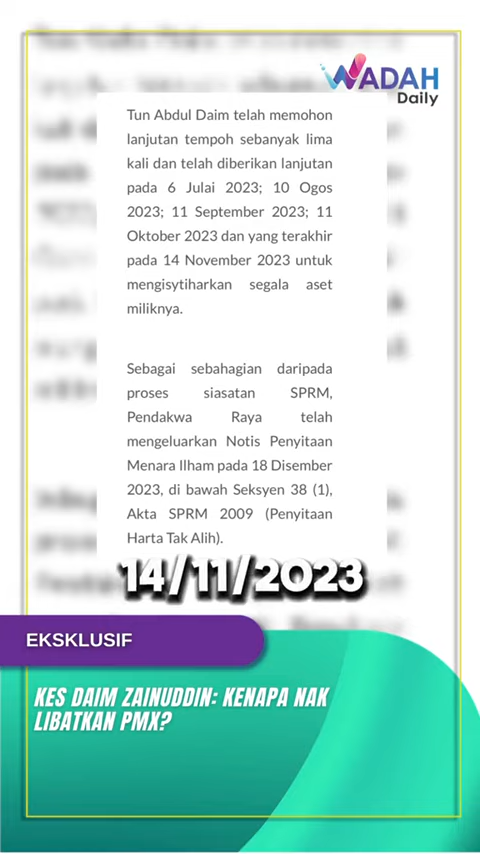 WADAH
Daily
Tun Abdul Daim telah memohon
lanjutan tempoh sebanyak lima
kali dan telah diberikan lanjutan
pada 6 Julai 2023; 10 Ogos
2023; 11 September 2023; 11
Oktober 2023 dan yang terakhir
pada 14 November 2023 untuk
mengisytiharkan segala aset
miliknya.
Sebagai sebahagian daripada
proses siasatan SPRM,
Pendakwa Raya telah
mengeluarkan Notis Penyitaan
Menara Ilham pada 18 Disember
2023, di bawah Seksyen 38 (1),
Akta SPRM 2009 (Penyitaan
Harta Tak Alih).
14/11/2023
EKSKLUSIF
KES DAIM ZAINUDDIN: KENAPA NAK
LIBATKAN PMX?